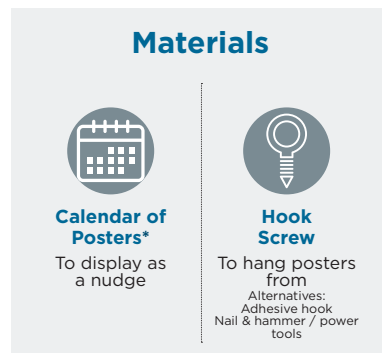 Materials
Calendar of
Posters*
To display as
a nudge
Hook
Screw
To hang posters
from
Alternatives:
Adhesive hook
Nail & hammer / power
tools